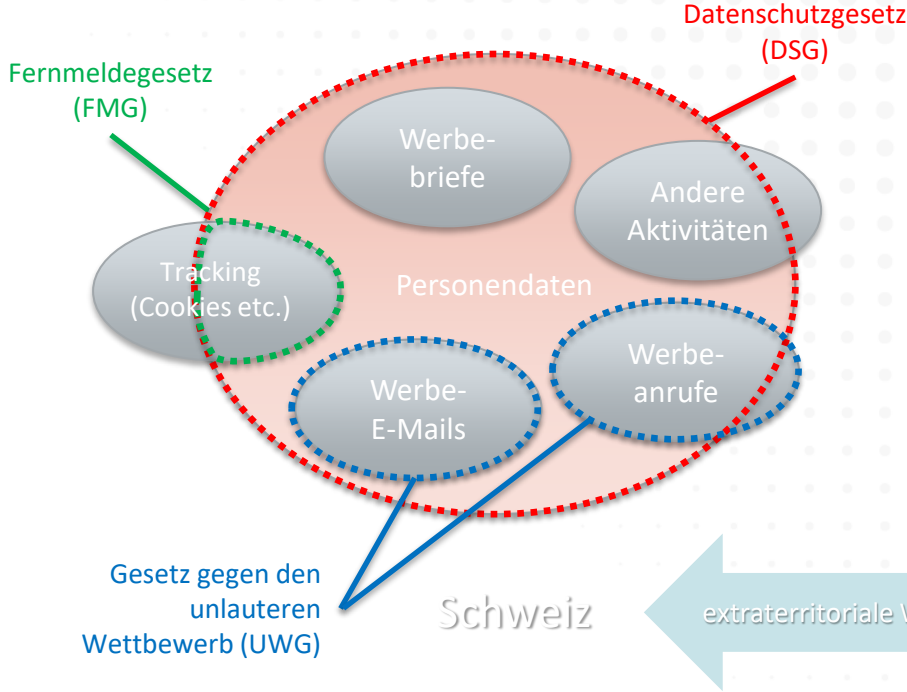 Datenschutzgesetz
(DSG)
Fernmeldegesetz
(FMG)
Werbe-
briefe
Andere
Aktivitäten
Tracking
(Cookies etc.)
Personendaten
Werbe-
anrufe
Werbe-
E-Mails
Gesetz gegen den
unlauteren
Wettbewerb (UWG)
Schweiz
extraterritoriale